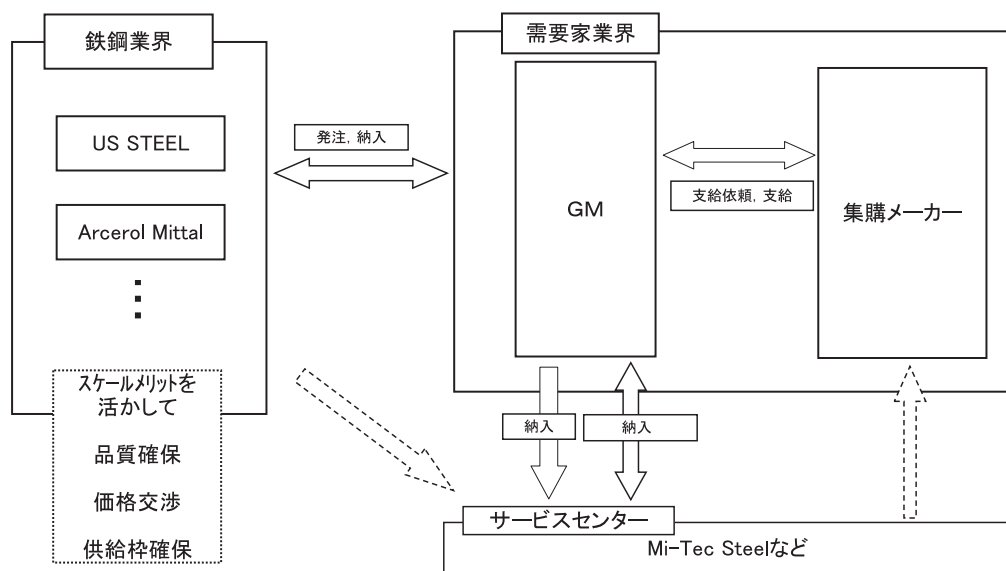 鉄鋼業界
US STEEL
Arcerol Mittal
スケールメリットを
活かして
品質確保
価格交渉
供給枠確保
発注, 納入
需要家業界
GM
支給依頼, 支給
集購メーカー
納入
納入
サービスセンター
Mi-Tec Steelなど